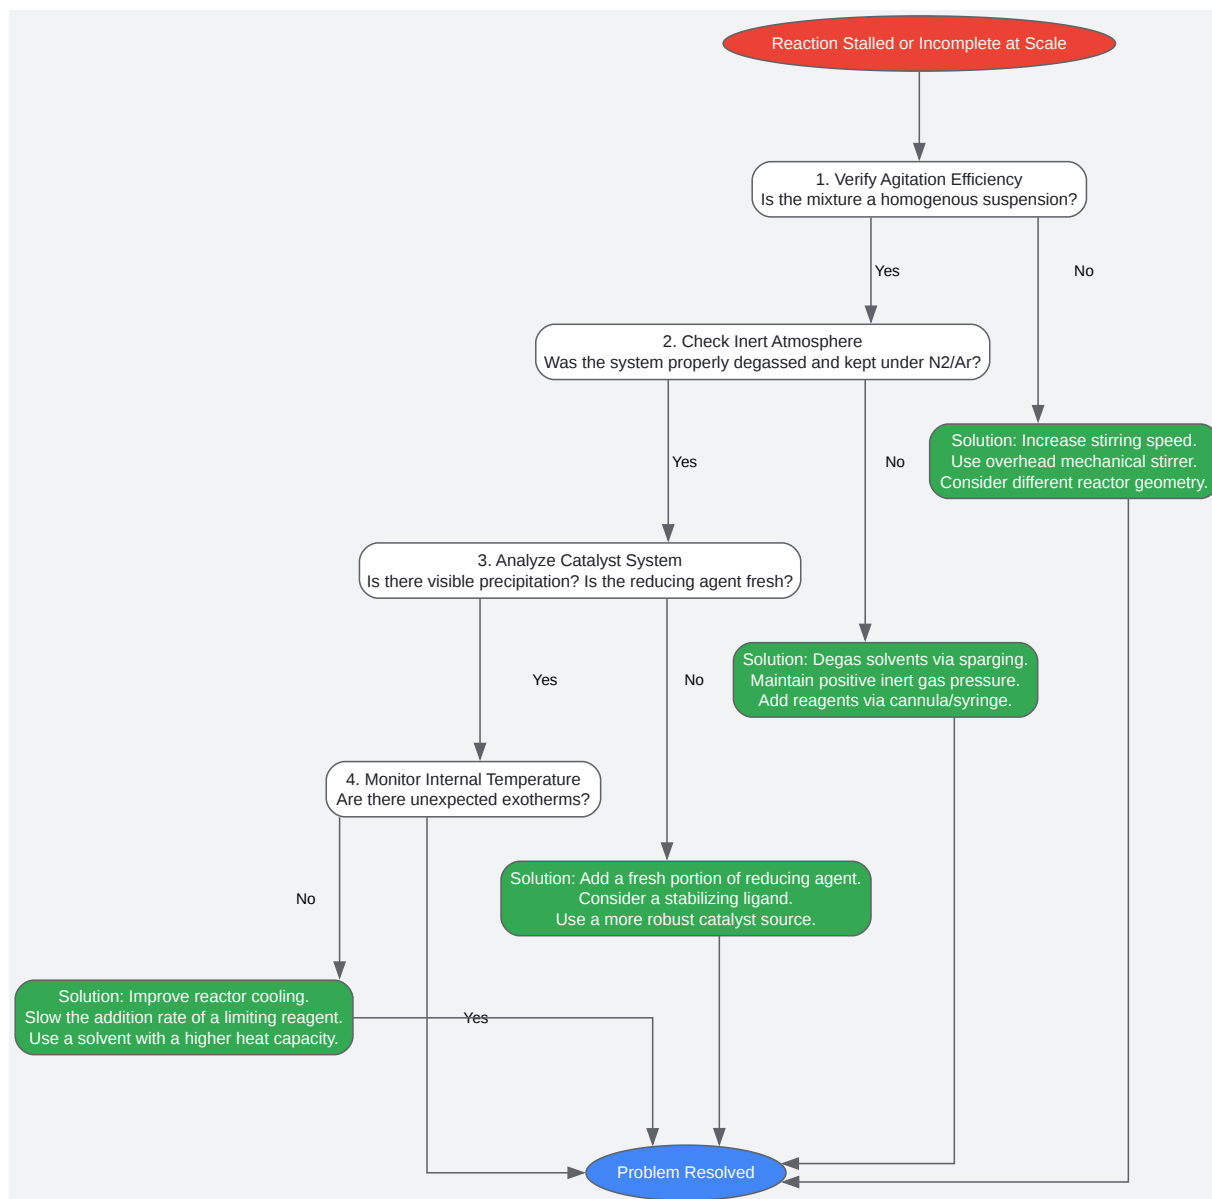 Reaction Stalled or Incomplete at Scale
1. Verify Agitation Efficiency
Is the mixture a homogenous suspension?
Yes
No
2. Check Inert Atmosphere
Was the system properly degassed and kept under N2/Ar?
Solution: Increase stirring speed.
Use overhead mechanical stirrer.
Consider different reactor geometry.
Yes
No
3. Analyze Catalyst System
Is there visible precipitation? Is the reducing agent fresh?
Solution: Degas solvents via sparging.
Maintain positive inert gas pressure.
Add reagents via cannula/syringe.
Yes
No
4. Monitor Internal Temperature
Are there unexpected exotherms?
Solution: Add a fresh portion of reducing agent.
Consider a stabilizing ligand.
Use a more robust catalyst source.
No
Solution: Improve reactor cooling.
Slow the addition rate of a limiting reagent.
Use a solvent with a higher heat capacity.
Yes
Problem Resolved